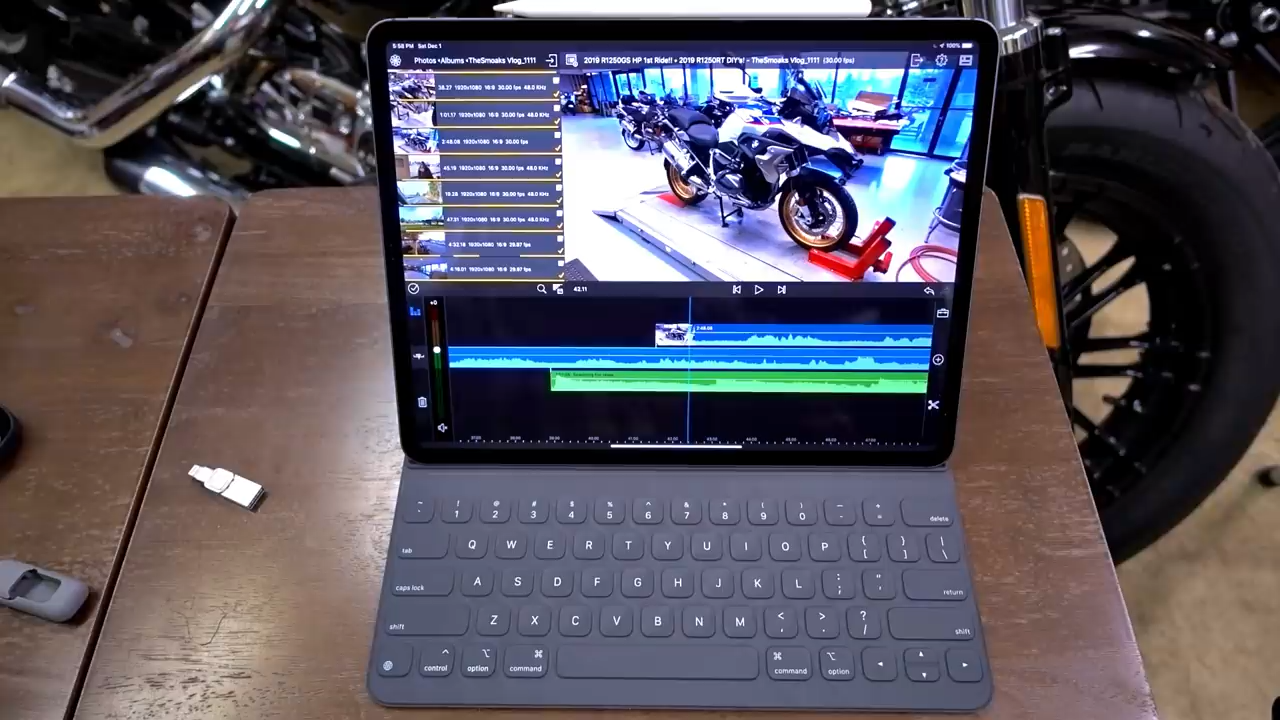 5:58 PM Sat Dec 1
100%
Photos •Albums •TheSmoaks Vlog_1111
2019 R1250GS HP 1st Ride!! + 2019 R1250RT DIY's! - TheSmoaks Vlog_1111 (30.00 fps)
38.27 1920x1080 16:9 30.00 fps 48.0 KHz
1:01.17 1920x1080 16:9 30.00 fps 48.0 KHz
2:48.08 1920x1080 16:9 30.00 fps
45.19 1920x1080 16:9 30.00 fps 48.0 KHz
19.28 1920x1080 16:9 30.00 fps 48.0 KHz
47.31 1920x1080 16:9 30.00 fps 48.0 KHz
4:32.18 1920x1080 16:9 29.97 fps
4:19.01 1920x1080 16:9 29.97 fps
42.11
+0
2:48.08
~ ! 1 @ 2 # 3 $ 4 % 5 ^ 6 & 7 * 8 ( 9 ) 0 _ - + = delete
tab Q W E R T Y U I O P { [ } ] | \
caps lock A S D F G H J K L : ; " ' return
shift Z X C V B N M < , > . ? / shift
^ control ⌥ option ⌘ command ⌘ command ⌥ option ◄ ▲ ▼ ►